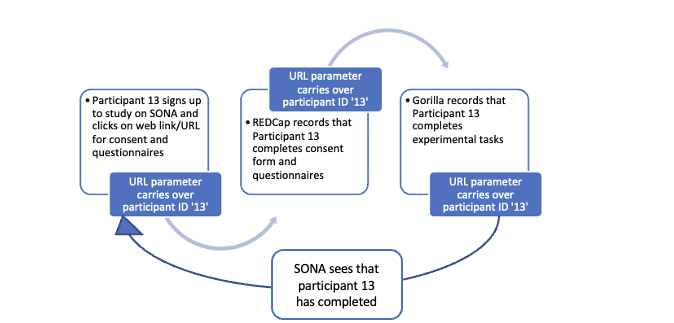 • Participant 13 signs up
to study on SONA and
clicks on web link/URL
for consent and
questionnaires
URL parameter
carries over
participant ID '13'
URL parameter
carries over
participant ID '13'
• REDCap records that
Participant 13
completes consent
form and
questionnaires
• Gorilla records that
Participant 13
completes
experimental tasks
URL parameter
carries over
participant ID '13'
SONA sees that
participant 13
has completed